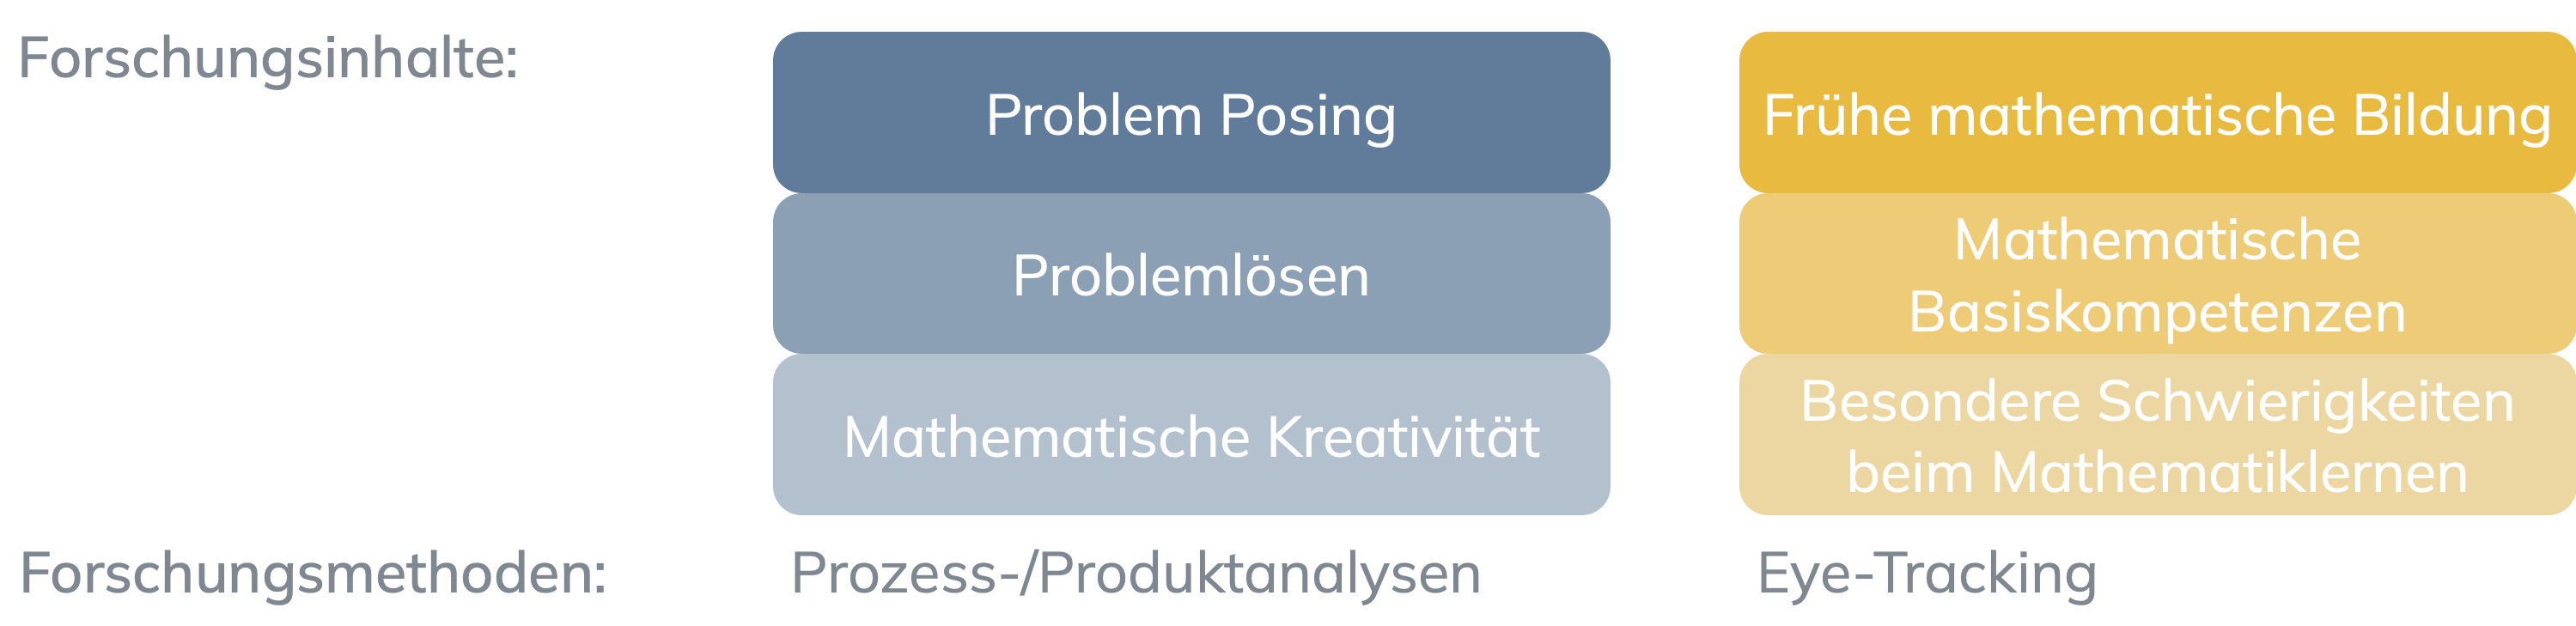 Forschungsinhalte:
Problem Posing
Problemlösen
Mathematische Kreativität
Frühe mathematische Bildung
Mathematische
Basiskompetenzen
Besondere Schwierigkeiten
beim Mathematiklernen
Forschungsmethoden:
Prozess-/Produktanalysen
Eye-Tracking